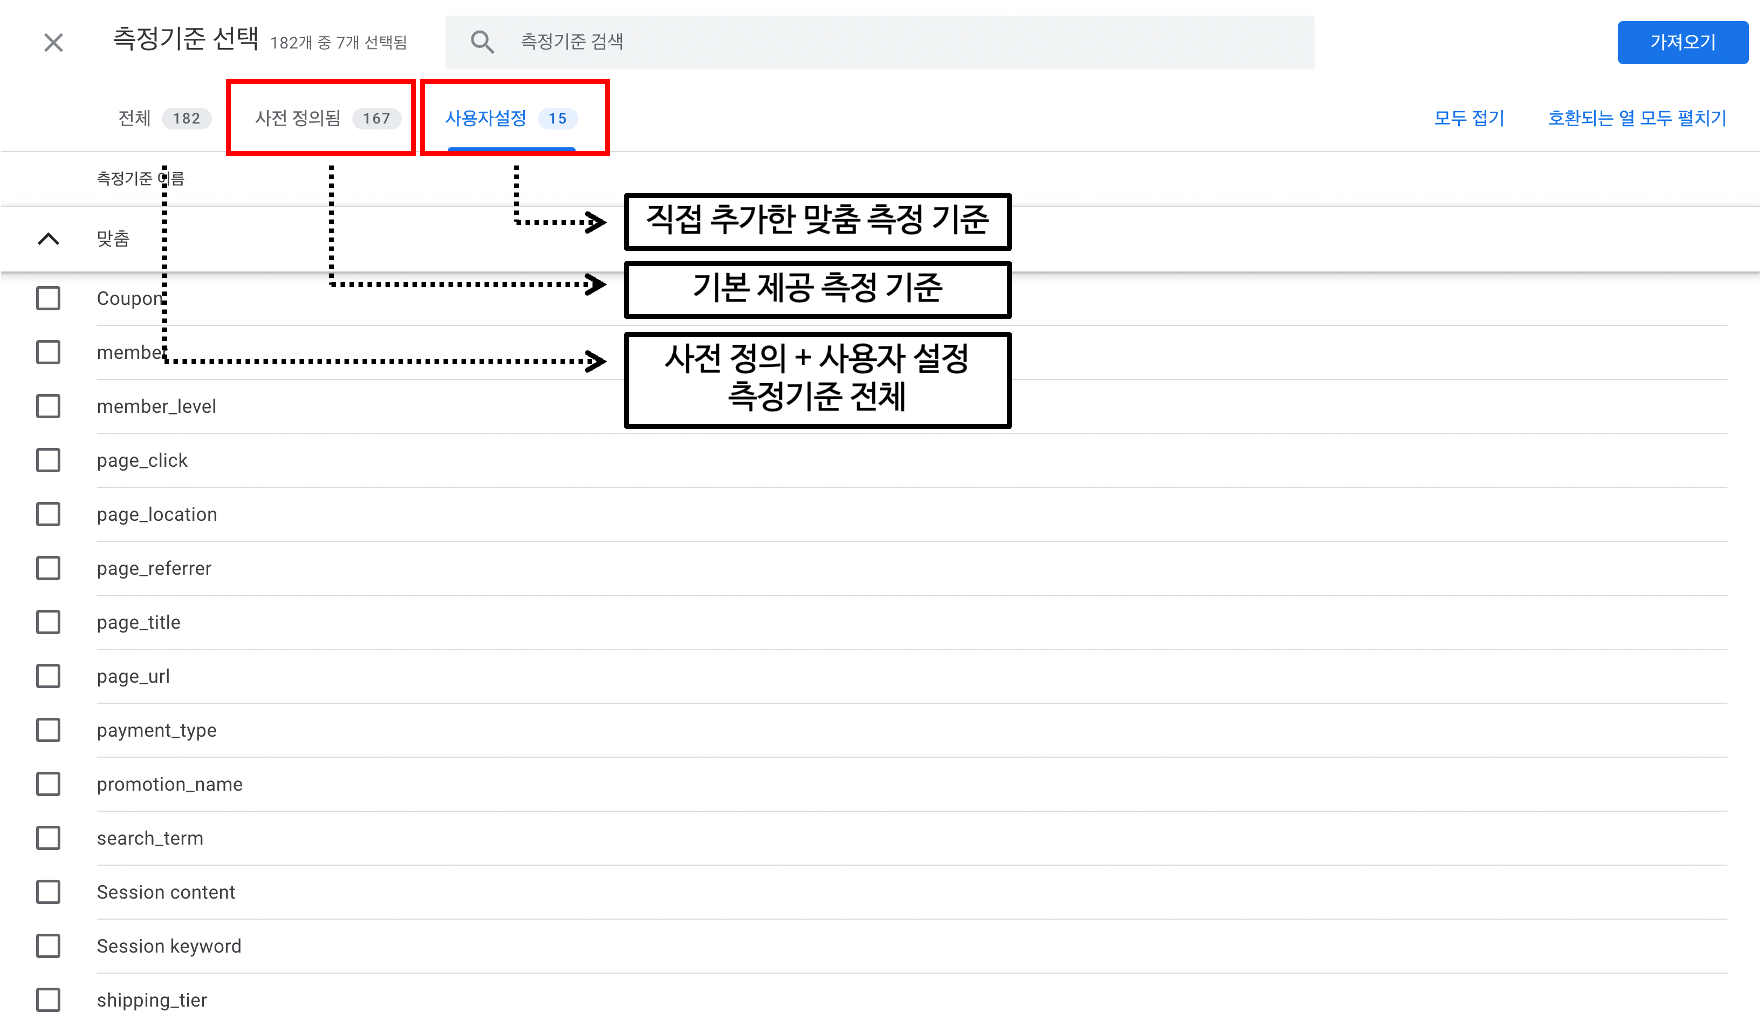 측정기준 선택 182개 중 7개 선택됨
측정기준 검색
가져오기
전체 182
사전 정의됨 167
사용자설정 15
모두 접기
호환되는 열 모두 펼치기
측정기준 이름
맞춤
직접 추가한 맞춤 측정 기준
기본 제공 측정 기준
사전 정의 + 사용자 설정
측정기준 전체
Coupon
member
member_level
page_click
page_location
page_referrer
page_title
page_url
payment_type
promotion_name
search_term
Session content
Session keyword
shipping_tier